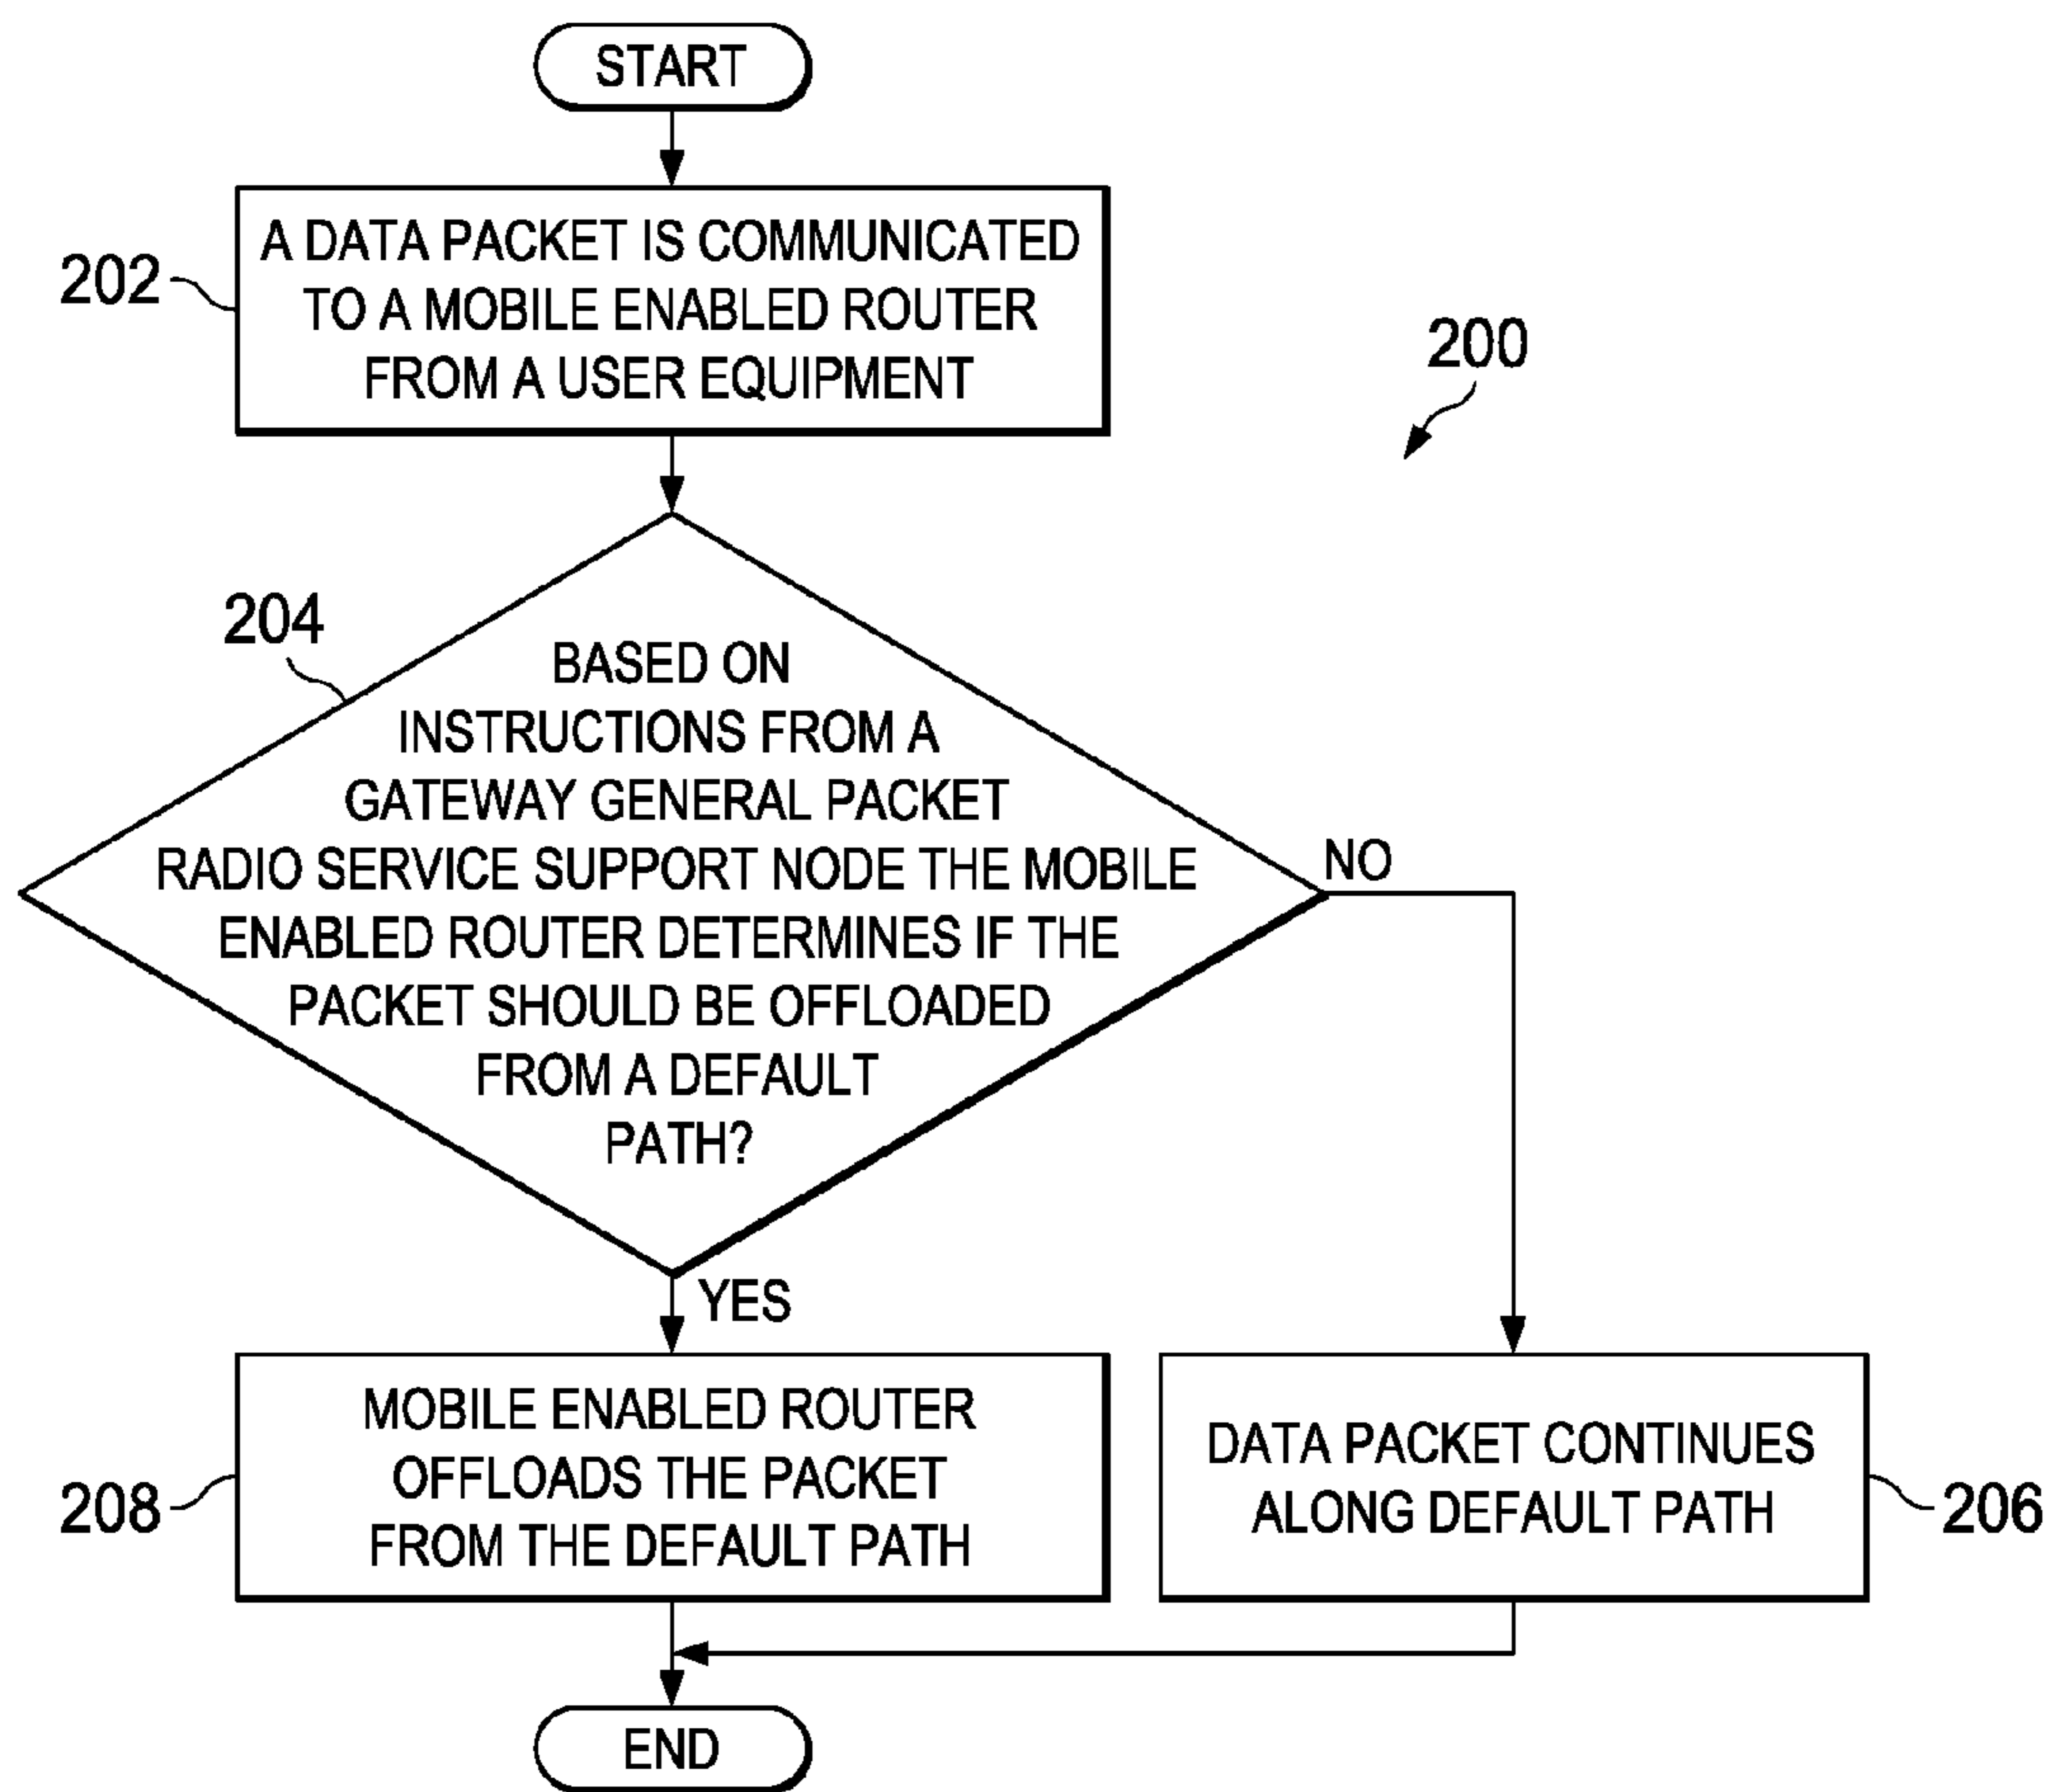 START
202
A DATA PACKET IS COMMUNICATED
TO A MOBILE ENABLED ROUTER
FROM A USER EQUIPMENT
200
204
BASED ON
INSTRUCTIONS FROM A
GATEWAY GENERAL PACKET
RADIO SERVICE SUPPORT NODE THE MOBILE
ENABLED ROUTER DETERMINES IF THE
PACKET SHOULD BE OFFLOADED
FROM A DEFAULT
PATH?
NO
YES
208
MOBILE ENABLED ROUTER
OFFLOADS THE PACKET
FROM THE DEFAULT PATH
DATA PACKET CONTINUES
ALONG DEFAULT PATH
206
END